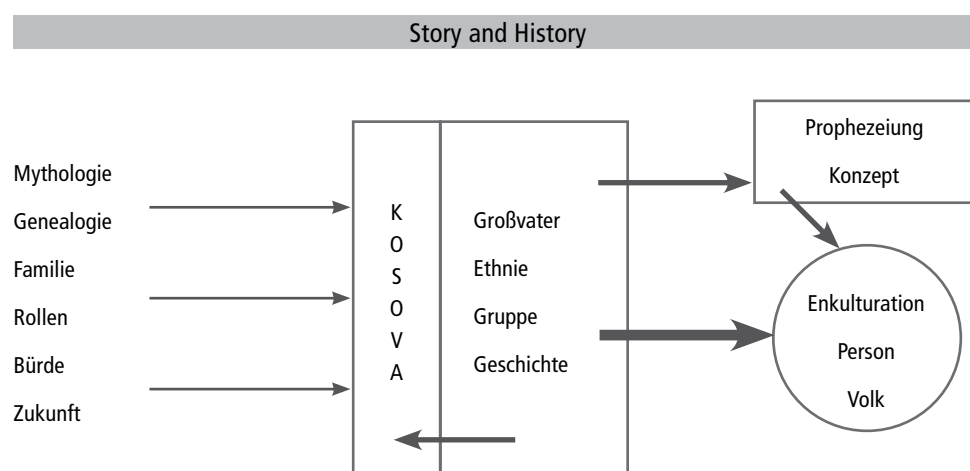 Story and History
Mythologie
Genealogie
Familie
Rollen
Bürde
Zukunft
K
O
S
O
V
A
Großvater
Ethnie
Gruppe
Geschichte
Prophezeiung
Konzept
Enkulturation
Person
Volk